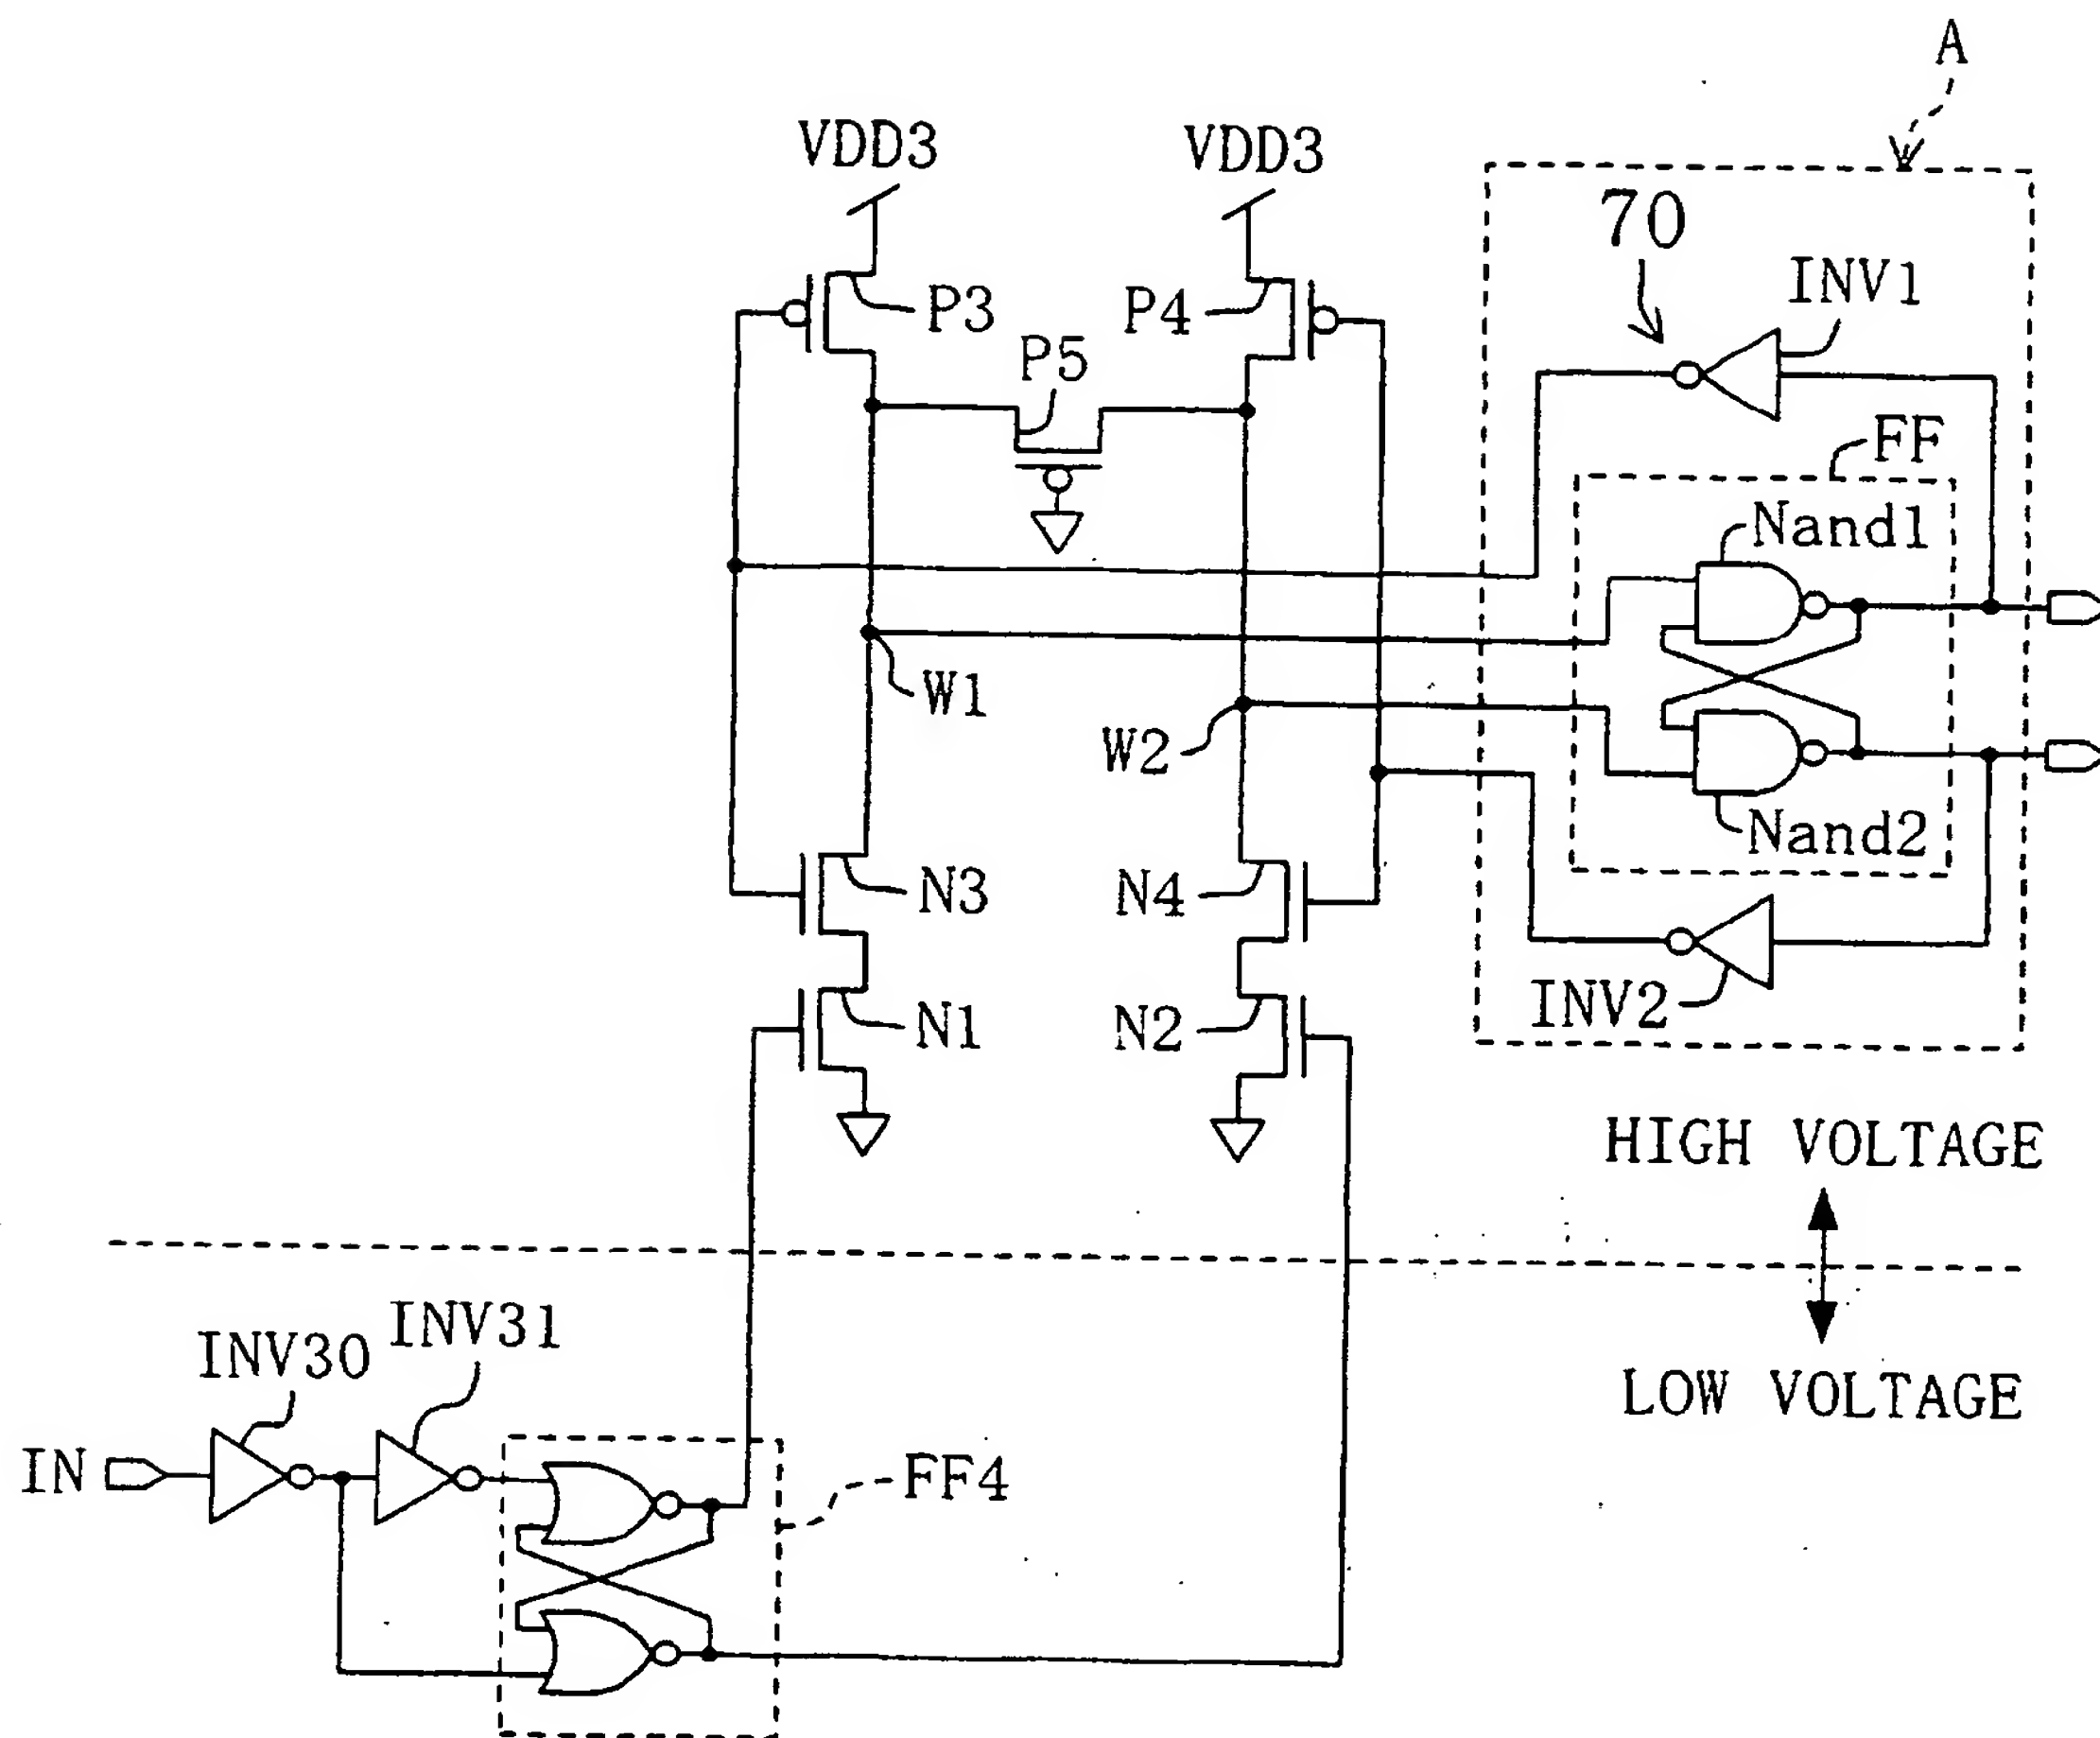 A
VDD3 VDD3
70
INV1
P3 P4
P5
FF
Nand1
W1
W2
Nand2
N3 N4
INV2
N1 N2
HIGH VOLTAGE
INV31
INV30
LOW VOLTAGE
IN
FF4